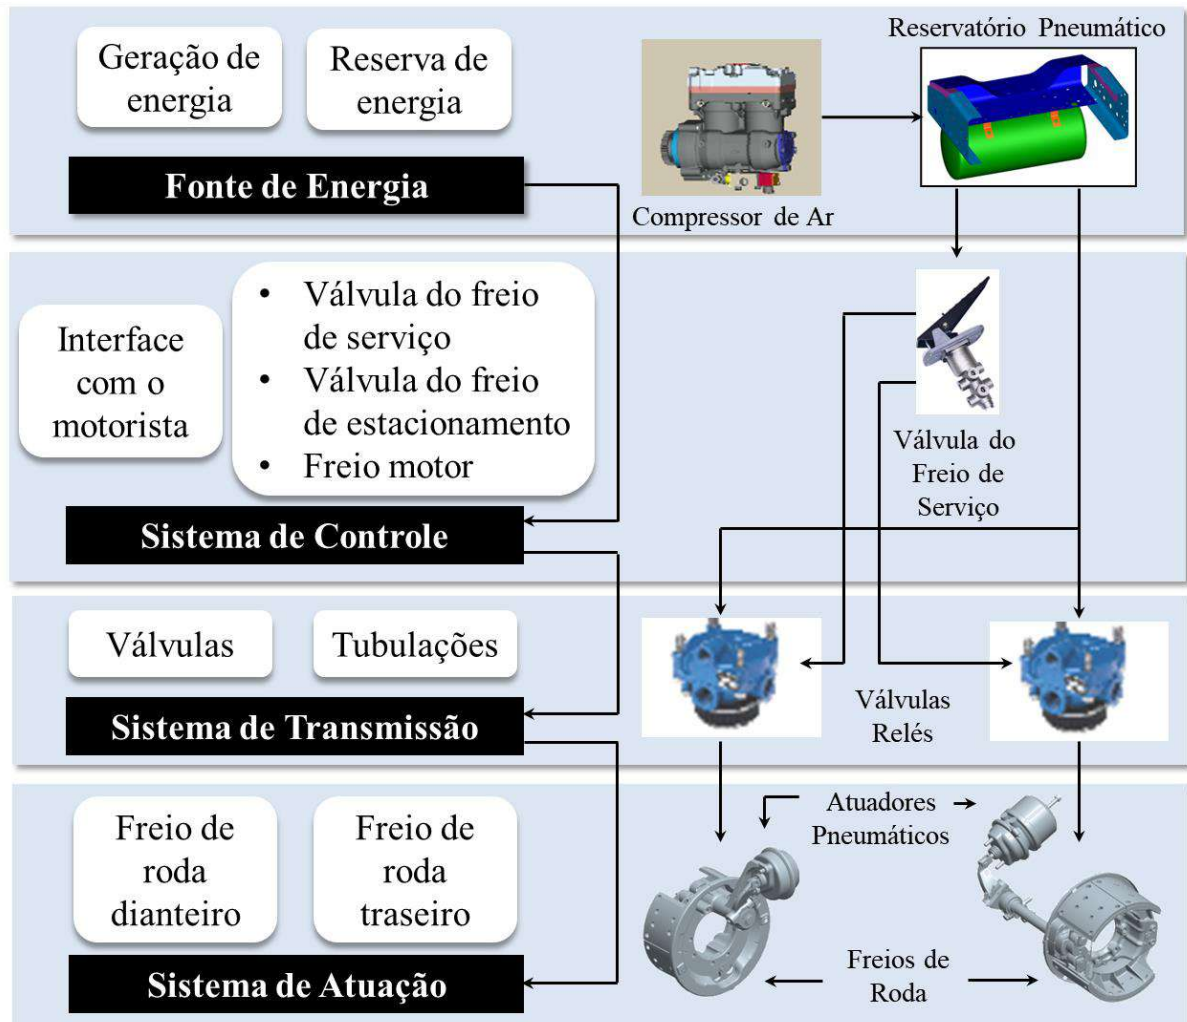 Geração de
energia
Reserva de
energia
Fonte de Energia
Reservatório Pneumático
Compressor de Ar
Interface
com o
motorista
• Válvula do freio
de serviço
• Válvula do freio
de estacionamento
• Freio motor
Sistema de Controle
Válvula do
Freio de
Serviço
Válvulas
Tubulações
Sistema de Transmissão
Válvulas
Relés
Freio de
roda
dianteiro
Freio de
roda
traseiro
Sistema de Atuação
Atuadores
Pneumáticos
Freios de
Roda